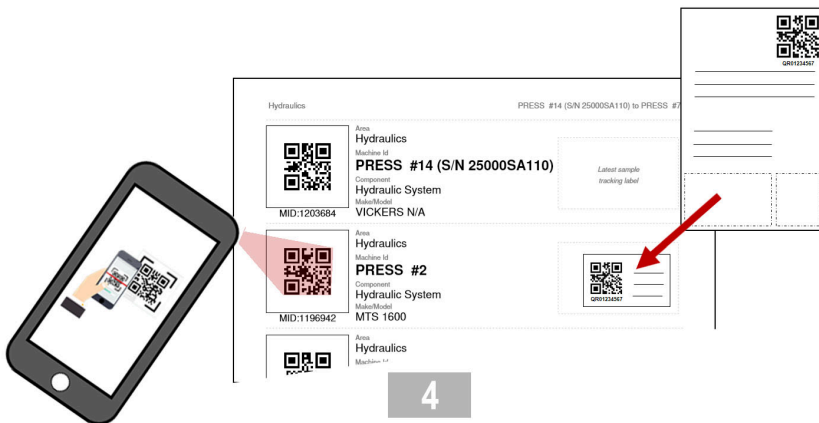 QR01234567
Hydraulics
PRESS #14 (S/N 25000SA110) to PRESS #7
Area
Hydraulics
Machine Id
PRESS #14 (S/N 25000SA110)
Component
Hydraulic System
Make/Model
VICKERS N/A
MID:1203684
Latest sample
tracking label
Area
Hydraulics
Machine Id
PRESS #2
Component
Hydraulic System
Make/Model
MTS 1600
MID:1196942
QR01234567
Area
Hydraulics
Machine
4